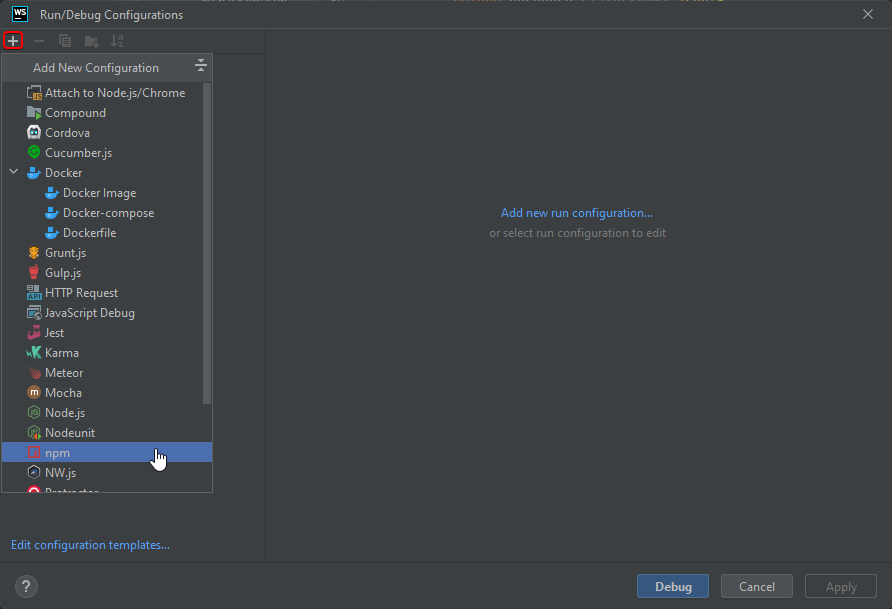 WS
Run/Debug Configurations
Add New Configuration
Attach to Node.js/Chrome
Compound
Cordova
Cucumber.js
Docker
Docker Image
Docker-compose
Dockerfile
Grunt.js
Gulp.js
HTTP Request
JavaScript Debug
Jest
Karma
Meteor
Mocha
Node.js
Nodeunit
npm
NW.js
Protractor
Add new run configuration...
or select run configuration to edit
Edit configuration templates...
?
Debug
Cancel
Apply